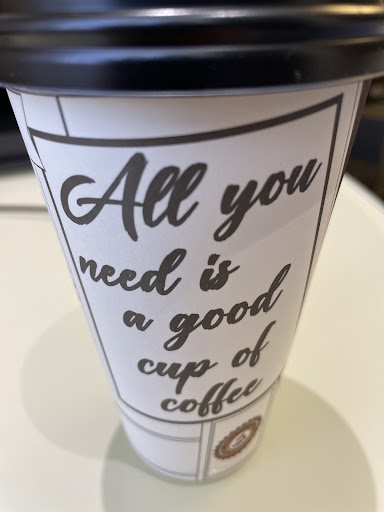 All you
need is
a good
cup of
coffee